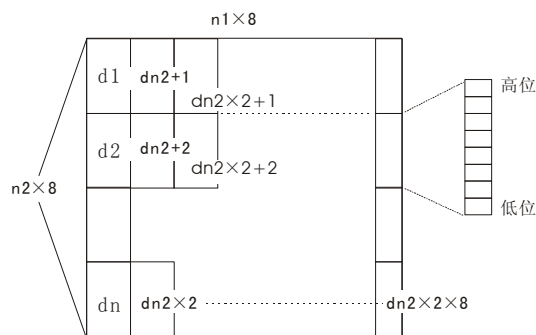 n1×8
d1 dn2+1
dn2×2+1
高位
d2 dn2+2
dn2×2+2
n2×8
低位
dn dn2×2 dn2×2×8